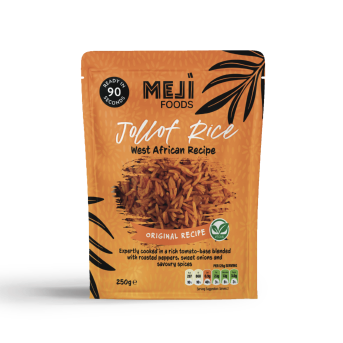 READY IN
90
SECONDS
MEJI
FOODS
Jollof Rice
West African Recipe
ORIGINAL RECIPE
Expertly cooked in a rich tomato-base blended
with roasted peppers, sweet onions and
savoury spices
250g e